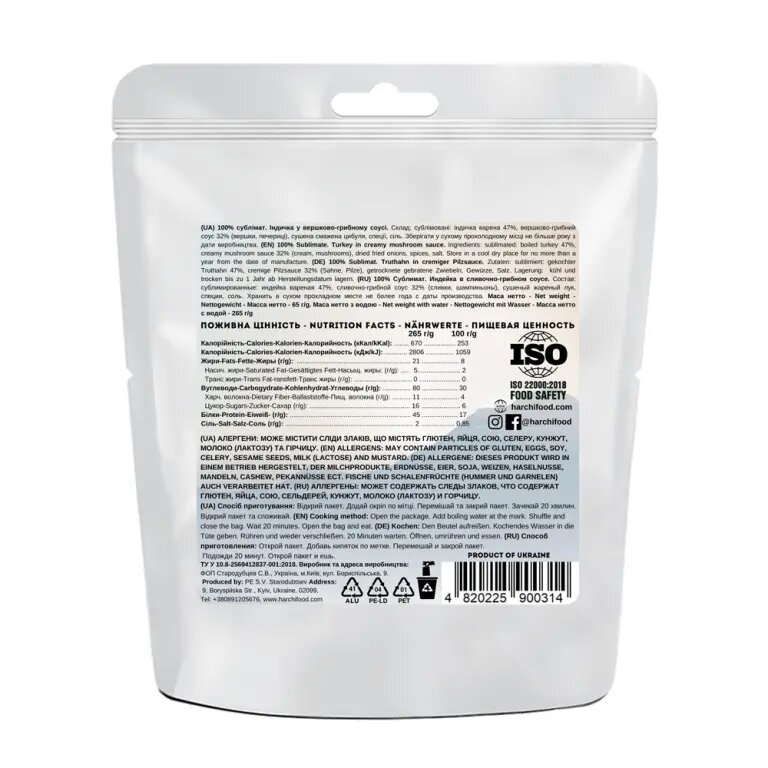 (UA) 100% сублімат. Індичка у вершково-грибному соусі. Склад: сублімовані: індичка варена 47%, вершково-грибний
соус 32% (вершки, печериці), сушена смажена цибуля, спеції, сіль. Зберігати у сухому прохолодному місці не більше року з
дати виробництва. (EN) 100% Sublimate. Turkey in creamy mushroom sauce. Ingredients: sublimated: boiled turkey 47%,
creamy mushroom sauce 32% (cream, mushrooms), dried fried onions, spices, salt. Store in a cool dry place for no more than a
year from the date of manufacture. (DE) 100% Sublimat. Truthahn in cremiger Pilzsauce. Zutaten: sublimiert: gekochter
Truthahn 47%, cremige Pilzsauce 32% (Sahne, Pilze), getrocknete gebratene Zwiebeln, Gewürze, Salz. Lagerung: kühl und
trocken bis zu 1 Jahr ab Herstellungsdatum lagern. (RU) 100% Сублимат. Индейка в сливочно-грибном соусе. Состав:
сублимированные: индейка вареная 47%, сливочно-грибной соус 32% (сливки, шампиньоны), сушеный жареный лук,
специи, соль. Хранить в сухом прохладном месте не более года с даты производства. Маса нетто - Net weight -
Nettogewicht - Масса нетто - 65 г/g. Маса нетто з водою - Net weight with water - Nettogewicht mit Wasser - Масса нетто
с водой - 265 г/g
ПОЖИВНА ЦІННІСТЬ - NUTRITION FACTS - NÄHRWERTE - ПИЩЕВАЯ ЦЕННОСТЬ
265 г/g 100 г/g
Калорійність-Calories-Kalorien-Калорийность (кКал/kKal): 670 253
Калорійність-Calories-Kalorien-Калорийность (кДж/kJ): 2806 1059
Жири-Fats-Fette-Жиры (г/g): 21 8
Насич. жири-Saturated Fat-Gesättigtes Fett-Насыщ. жиры: (г/g): 5 2
Транс жири-Trans Fat-Transfett-Транс жиры (г/g): 0 0
Вуглеводи-Carbogydrate-Kohlenhydrat-Углеводы (г/g): 80 30
Харч. волокна-Dietary Fiber-Ballaststoffe-Пищ. волокна (г/g): 11 4
Цукор-Sugars-Zucker-Сахар (г/g): 16 6
Білки-Protein-Eiweiß- (г/g): 45 17
Сіль-Salt-Salz-Соль (г/g): 2 0,85
ISO
ISO 22000:2018
FOOD SAFETY
harchifood.com
@harchifood
(UA) АЛЕРГЕНИ: МОЖЕ МІСТИТИ СЛІДИ ЗЛАКІВ, ЩО МІСТЯТЬ ГЛЮТЕН, ЯЙЦЯ, СОЮ, СЕЛЕРУ, КУНЖУТ,
МОЛОКО (ЛАКТОЗУ) ТА ГІРЧИЦУ. (EN) ALLERGENS: MAY CONTAIN PARTICLES OF GLUTEN, EGGS, SOY,
CELERY, SESAME SEEDS, MILK (LACTOSE) AND MUSTARD. (DE) ALLERGENE: DIESES PRODUKT WIRD IN
EINEM BETRIEB HERGESTELLT, DER MILCHPRODUKTE, ERDNÜSSE, EIER, SOJA, WEIZEN, HASELNUSSE,
MANDELN, CASHEW, PEKANNÜSSE ECT. FISCHE UND SCHALENFRÜCHTE (HUMMER UND GARNELEN)
AUCH VERARBEITET HAT. (RU) АЛЛЕРГЕНЫ: МОЖЕТ СОДЕРЖАТЬ СЛЕДЫ ЗЛАКОВ, ЧТО СОДЕРЖАТ
ГЛЮТЕН, ЯЙЦА, СОЮ, СЕЛЬДЕРЕЙ, КУНЖУТ, МОЛОКО (ЛАКТОЗУ) И ГОРЧИЦУ.
(UA) Спосіб приготування: Відкрий пакет. Додай окріп по мітці. Перемішай та закрий пакет. Зачекай 20 хвилин.
Відкрий пакет та споживай. (EN) Cooking method: Open the package. Add boiling water at the mark. Shuffle and
close the bag. Wait 20 minutes. Open the bag and eat. (DE) Kochen: Den Beutel aufreißen. Kochendes Wasser in die
Tüte geben. Rühren und wieder verschließen. 20 Minuten warten. Öffnen, umrühren und essen. (RU) Способ
приготовления: Открой пакет. Добавь кипяток по метке. Перемешай и закрой пакет.
Подожди 20 минут. Открой пакет и ешь.
PRODUCT OF UKRAINE
ТУ У 10.8-2569412837-001:2018. Виробник та адреса виробництва:
ФОП Стародубцев С.В., Україна, м.Київ, вул. Бориспільська, 9.
Produced by: PE S.V. Starodubtsev Address:
9, Boryspilska Str., Kyiv, Ukraine. 02099,
Tel: +380891205676, www.harchifood.com
41 04 01
ALU PE-LD PET
4 820225 900314